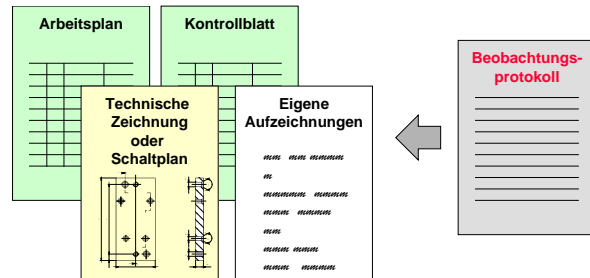 Arbeitsplan
Kontrollblatt
Beobachtungs-
protokoll
Technische
Zeichnung
oder
Schaltplan
Eigene
Aufzeichnungen